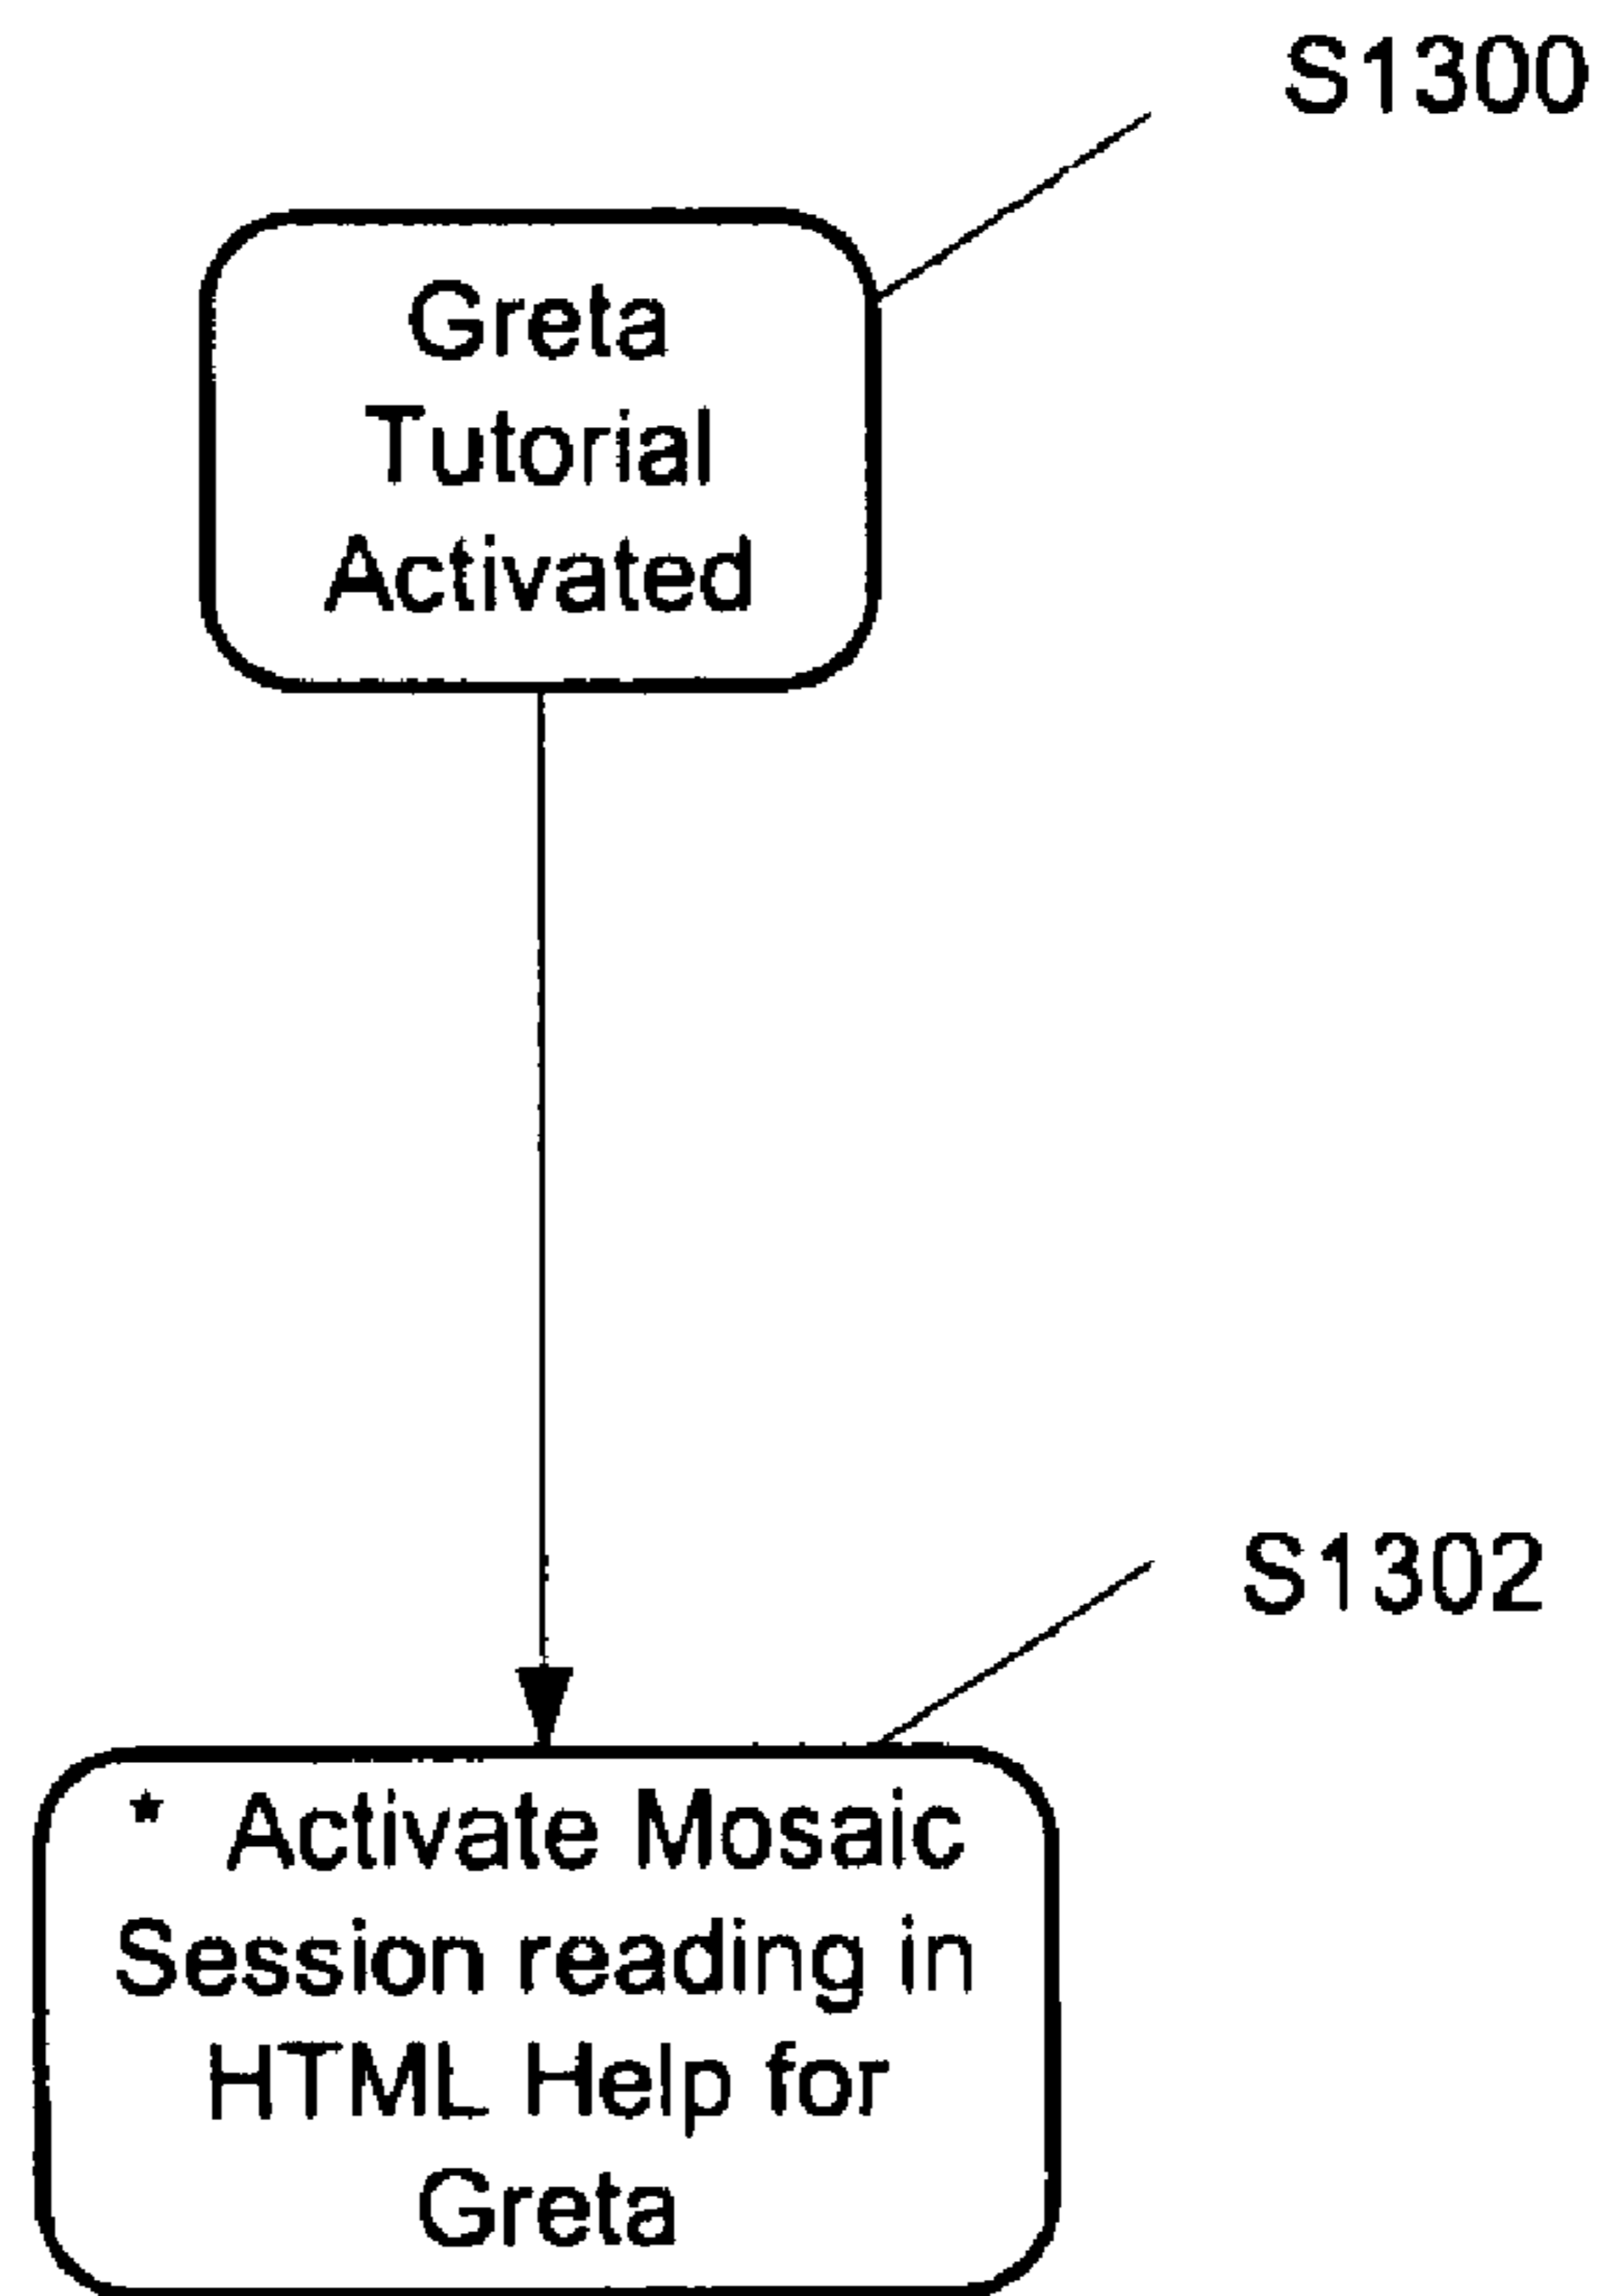 S1300
Greta
Tutorial
Activated
S1302
* Activate Mosaic
Session reading in
HTML Help for
Greta